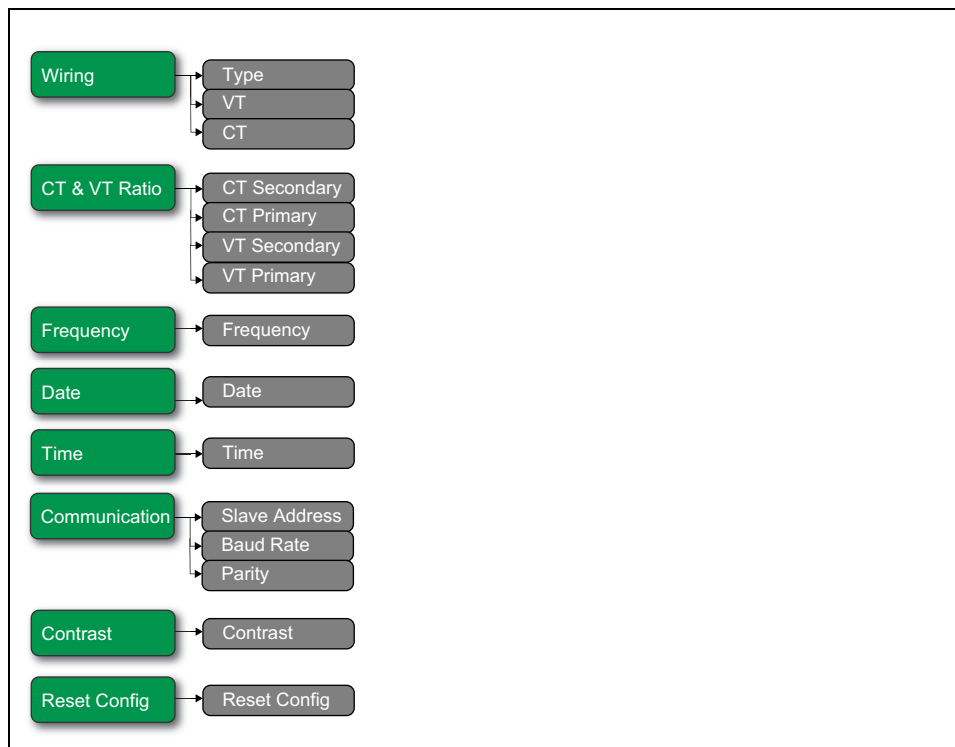 Wiring
Type
VT
CT
CT & VT Ratio
CT Secondary
CT Primary
VT Secondary
VT Primary
Frequency
Frequency
Date
Date
Time
Time
Communication
Slave Address
Baud Rate
Parity
Contrast
Contrast
Reset Config
Reset Config